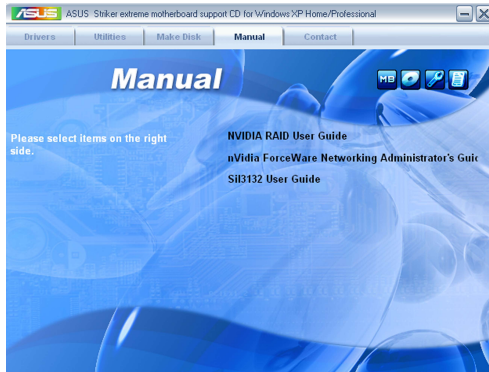 ASUS ASUS Striker extreme motherboard support CD for Windows XP Home/Professional
Drivers Utilities Make Disk Manual Contact
Manual
MB
Please select items on the right
side.
NVIDIA RAID User Guide
nVidia ForceWare Networking Administrator's Guic
Sil3132 User Guide